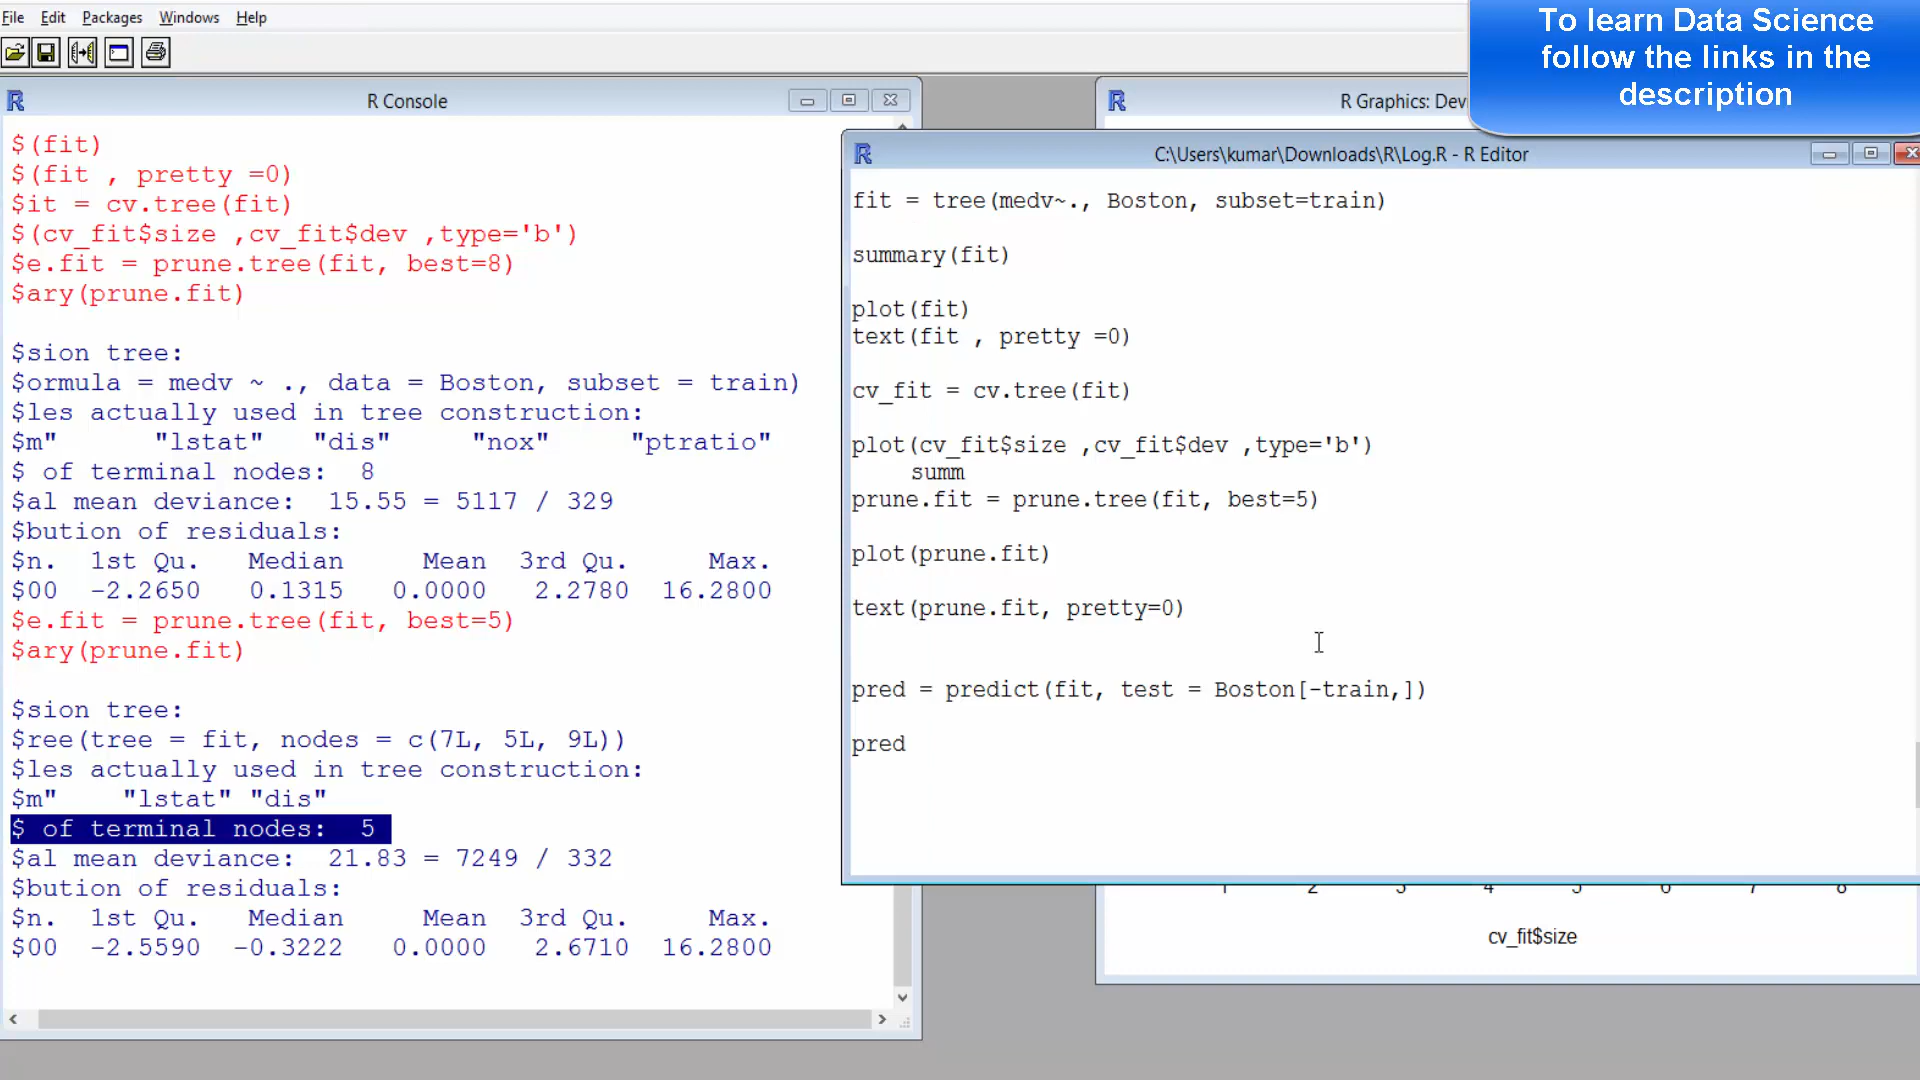 File Edit Packages Windows Help
To learn Data Science
follow the links in the
description
R Console
$(fit)
$(fit , pretty =0)
$it = cv.tree(fit)
$(cv_fit$size ,cv_fit$dev ,type='b')
$e.fit = prune.tree(fit, best=8)
$ary(prune.fit)
$sion tree:
$ormula = medv ~ ., data = Boston, subset = train)
$les actually used in tree construction:
$m" "lstat" "dis" "nox" "ptratio"
$ of terminal nodes: 8
$al mean deviance: 15.55 = 5117 / 329
$bution of residuals:
$n. 1st Qu. Median Mean 3rd Qu. Max.
$00 -2.2650 0.1315 0.0000 2.2780 16.2800
$e.fit = prune.tree(fit, best=5)
$ary(prune.fit)
$sion tree:
$ree(tree = fit, nodes = c(7L, 5L, 9L))
$les actually used in tree construction:
$m" "lstat" "dis"
$ of terminal nodes: 5
$al mean deviance: 21.83 = 7249 / 332
$bution of residuals:
$n. 1st Qu. Median Mean 3rd Qu. Max.
$00 -2.5590 -0.3222 0.0000 2.6710 16.2800
R Graphics:
C:\Users\kumar\Downloads\R\Log.R - R Editor
fit = tree(medv~., Boston, subset=train)
summary(fit)
plot(fit)
text(fit , pretty =0)
cv_fit = cv.tree(fit)
plot(cv_fit$size ,cv_fit$dev ,type='b')
summ
prune.fit = prune.tree(fit, best=5)
plot(prune.fit)
text(prune.fit, pretty=0)
pred = predict(fit, test = Boston[-train,])
pred
1 2 3 4 5 6 7 8
cv_fit$size